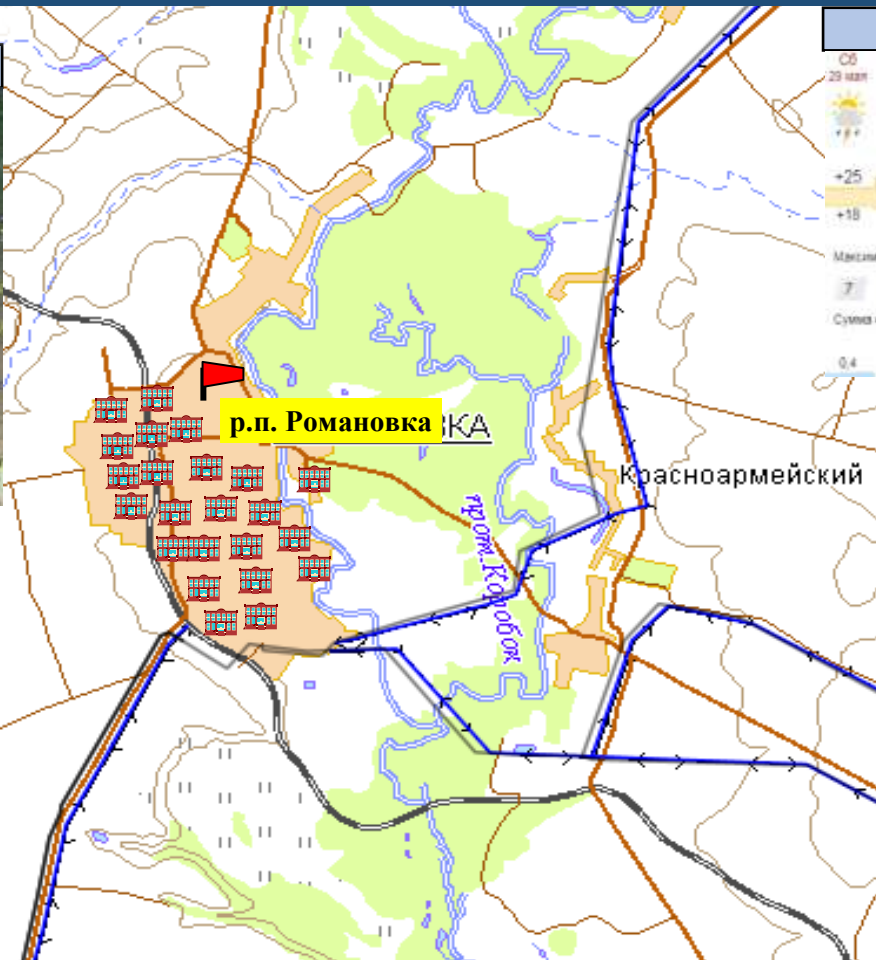 Сб
29 мая
+25
+18
7
0,4
р.п. Романовка
ВКА
Красноармейский
прот. Коробок